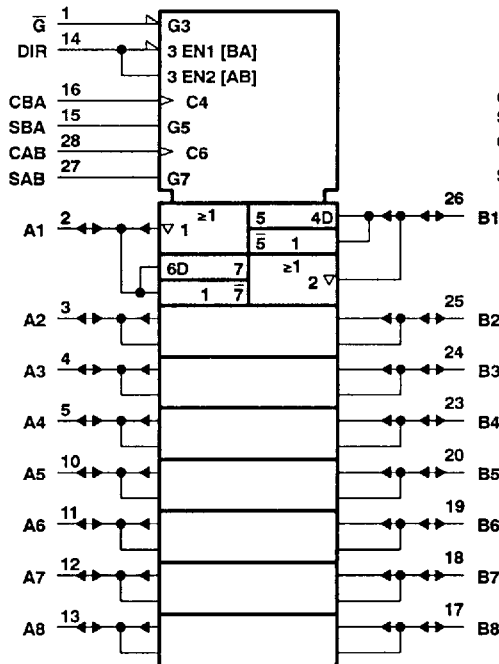 G̅ 1 G3
DIR 14 3 EN1 [BA]
3 EN2 [AB]
CBA 16 C4
SBA 15 G5
CAB 28 C6
SAB 27 G7
A1 2 ≥1 1 5 4D 26 B1
5̅ 1
6D 7 ≥1 2
1 7̅
A2 3 25 B2
A3 4 24 B3
A4 5 23 B4
A5 10 20 B5
A6 11 19 B6
A7 12 18 B7
A8 13 17 B8